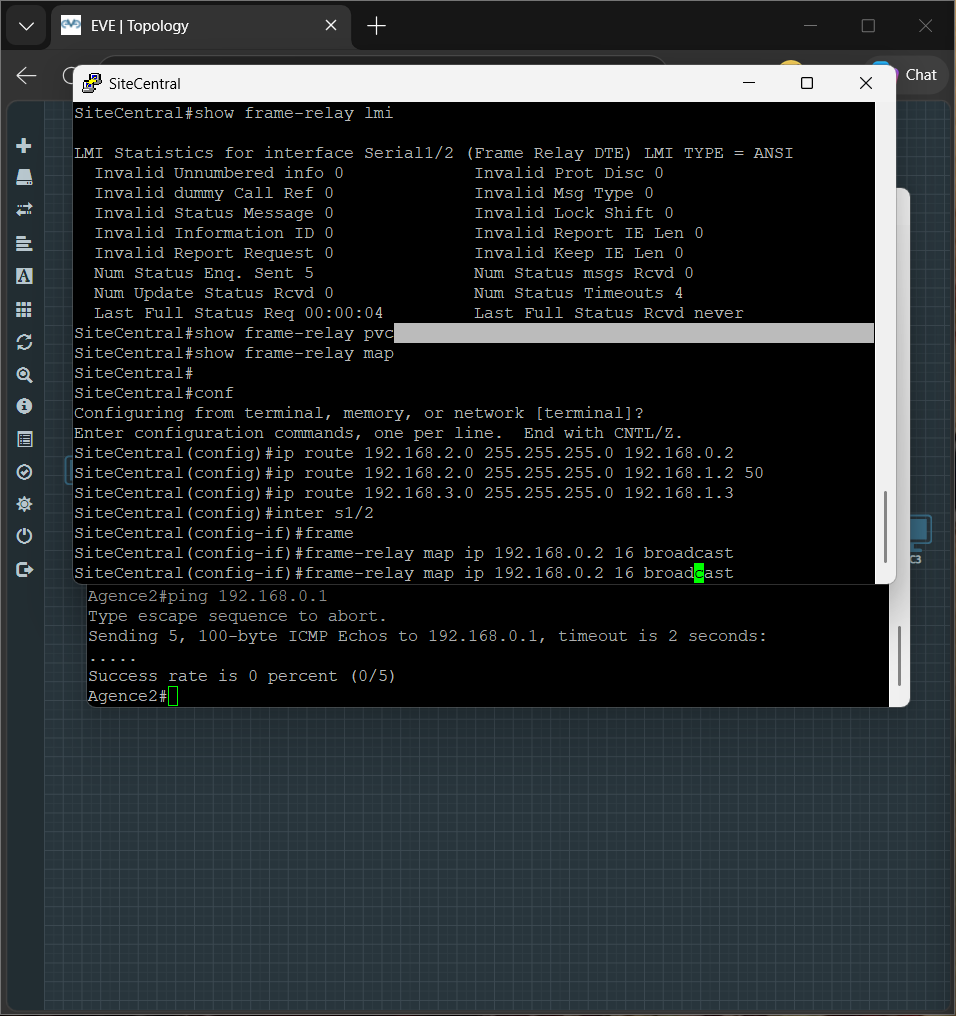 EVE | Topology
Chat
SiteCentral
SiteCentral#show frame-relay lmi
LMI Statistics for interface Serial1/2 (Frame Relay DTE) LMI TYPE = ANSI
Invalid Unnumbered info 0 Invalid Prot Disc 0
Invalid dummy Call Ref 0 Invalid Msg Type 0
Invalid Status Message 0 Invalid Lock Shift 0
Invalid Information ID 0 Invalid Report IE Len 0
Invalid Report Request 0 Invalid Keep IE Len 0
Num Status Enq. Sent 5 Num Status msgs Rcvd 0
Num Update Status Rcvd 0 Num Status Timeouts 4
Last Full Status Req 00:00:04 Last Full Status Rcvd never
SiteCentral#show frame-relay pvc
SiteCentral#show frame-relay map
SiteCentral#
SiteCentral#conf
Configuring from terminal, memory, or network [terminal]?
Enter configuration commands, one per line. End with CNTL/Z.
SiteCentral(config)#ip route 192.168.2.0 255.255.255.0 192.168.0.2
SiteCentral(config)#ip route 192.168.2.0 255.255.255.0 192.168.1.2 50
SiteCentral(config)#ip route 192.168.3.0 255.255.255.0 192.168.1.3
SiteCentral(config)#inter s1/2
SiteCentral(config-if)#frame
SiteCentral(config-if)#frame-relay map ip 192.168.0.2 16 broadcast
SiteCentral(config-if)#frame-relay map ip 192.168.0.2 16 broadcast
C3
Agence2#ping 192.168.0.1
Type escape sequence to abort.
Sending 5, 100-byte ICMP Echos to 192.168.0.1, timeout is 2 seconds:
.....
Success rate is 0 percent (0/5)
Agence2#